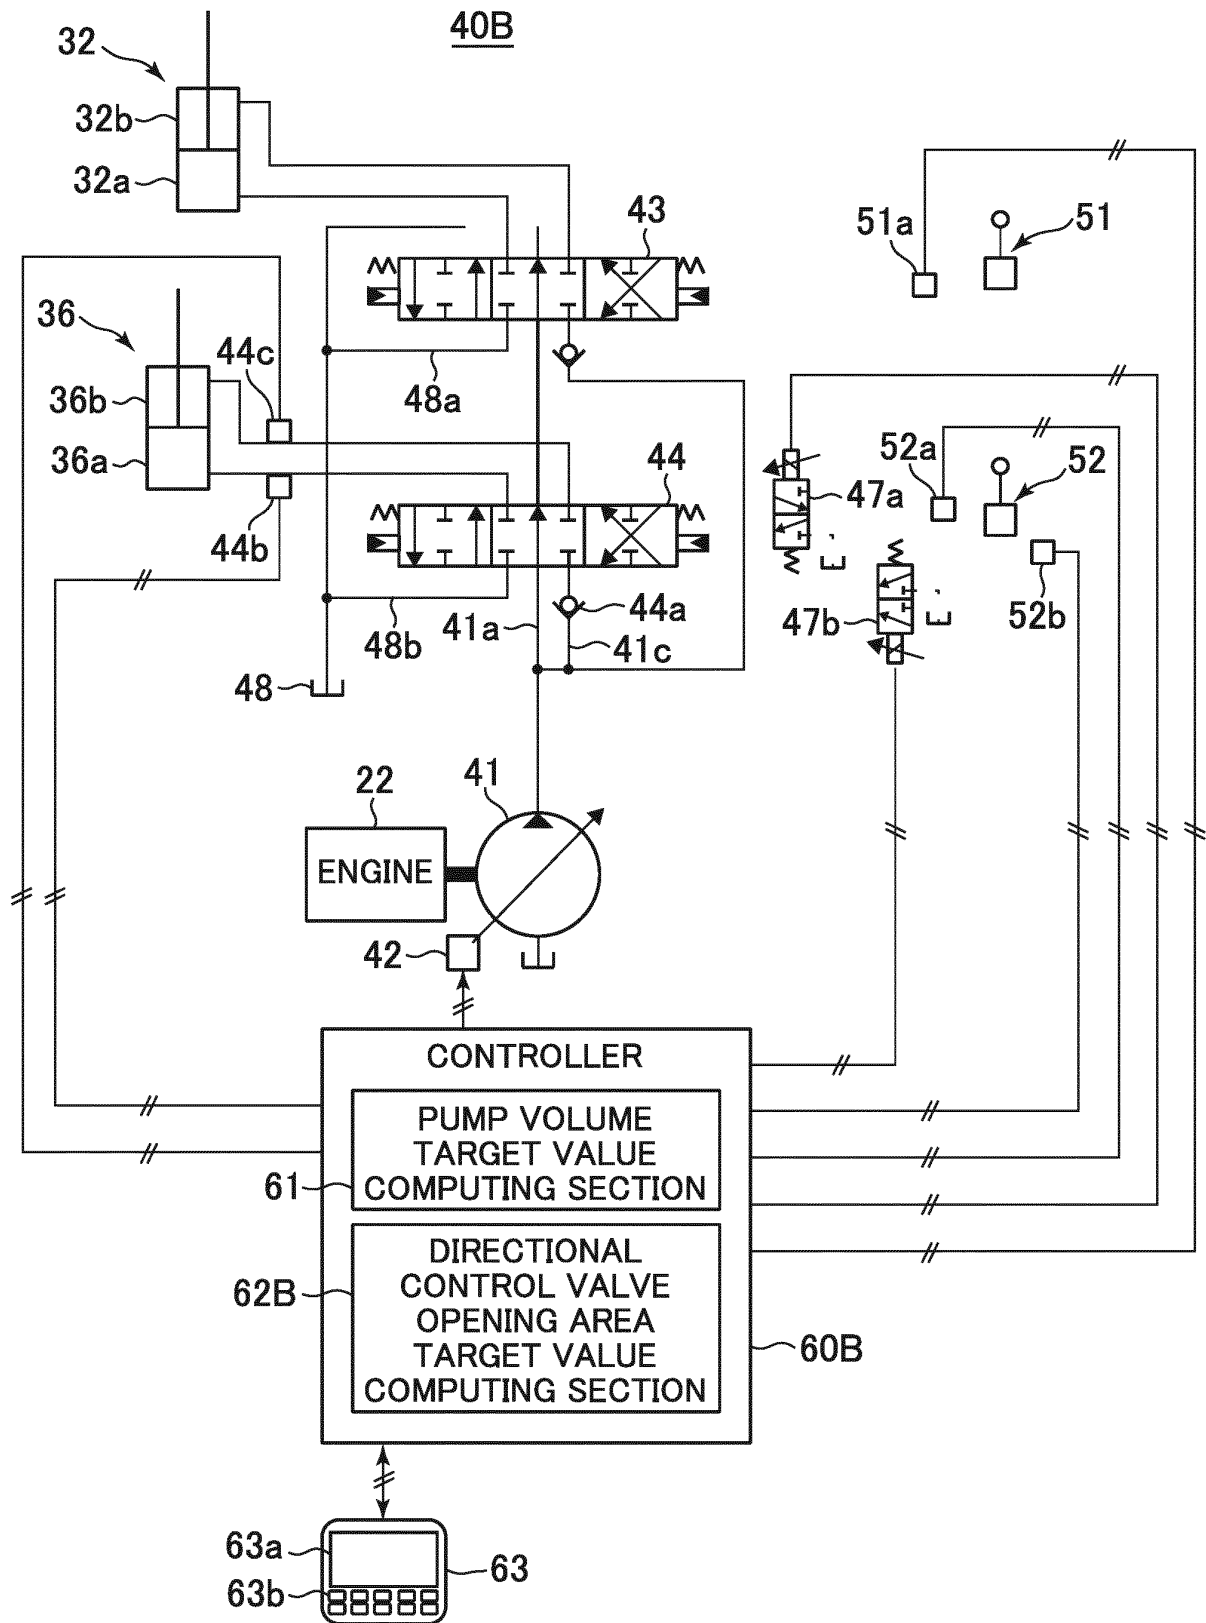 40B
32
32b
32a
43
51a
51
36
44c
36b
48a
36a
44
52a
52
47a
44b
44a
47b
52b
48b
41a
41c
48
22
41
ENGINE
42
CONTROLLER
PUMP VOLUME
TARGET VALUE
COMPUTING SECTION
61
DIRECTIONAL
CONTROL VALVE
OPENING AREA
TARGET VALUE
COMPUTING SECTION
62B
60B
63a
63
63b